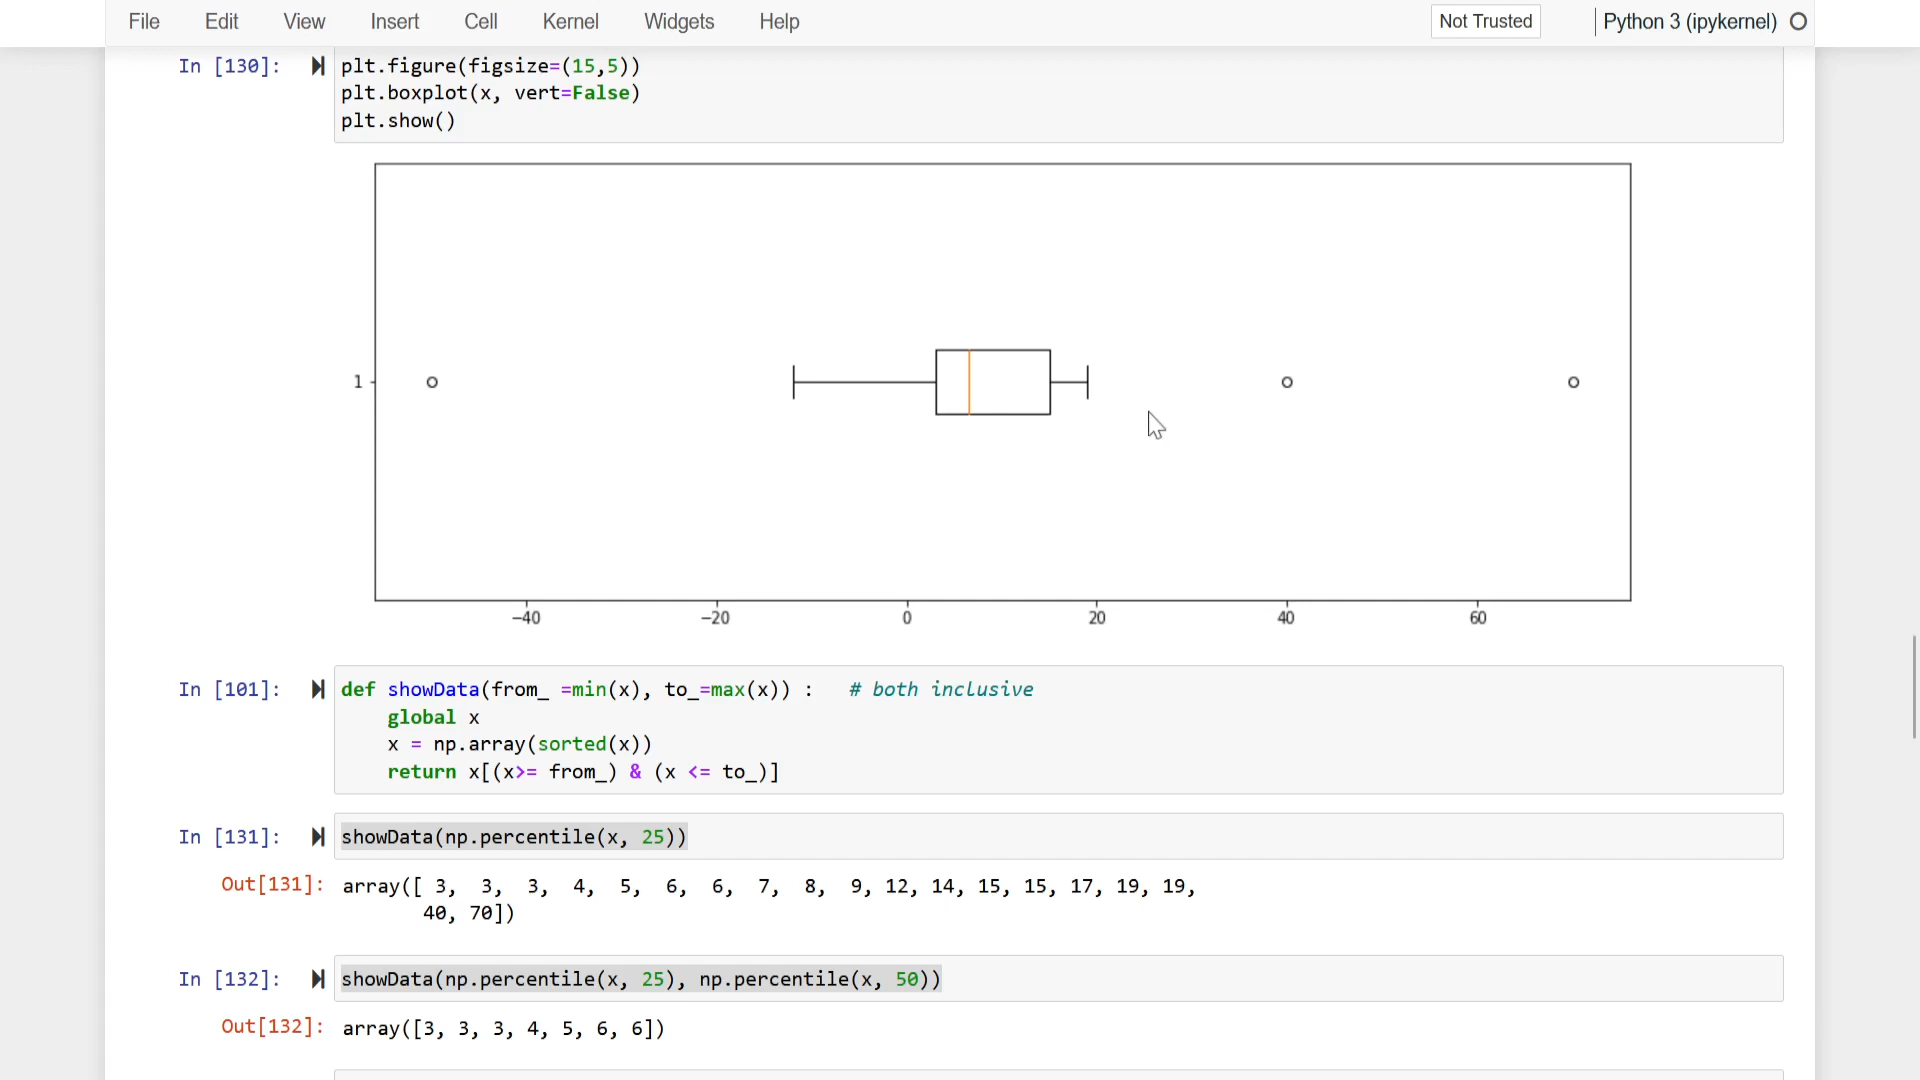 File Edit View Insert Cell Kernel Widgets Help Not Trusted Python 3 (ipykernel)
In [130]: plt.figure(figsize=(15,5))
plt.boxplot(x, vert=False)
plt.show()
1
−40 −20 0 20 40 60
In [101]: def showData(from_ =min(x), to_=max(x)) :   # both inclusive
global x
x = np.array(sorted(x))
return x[(x>= from_) & (x <= to_)]
In [131]: showData(np.percentile(x, 25))
Out[131]: array([ 3,  3,  3,  4,  5,  6,  6,  7,  8,  9, 12, 14, 15, 15, 17, 19, 19,
40, 70])
In [132]: showData(np.percentile(x, 25), np.percentile(x, 50))
Out[132]: array([3, 3, 3, 4, 5, 6, 6])